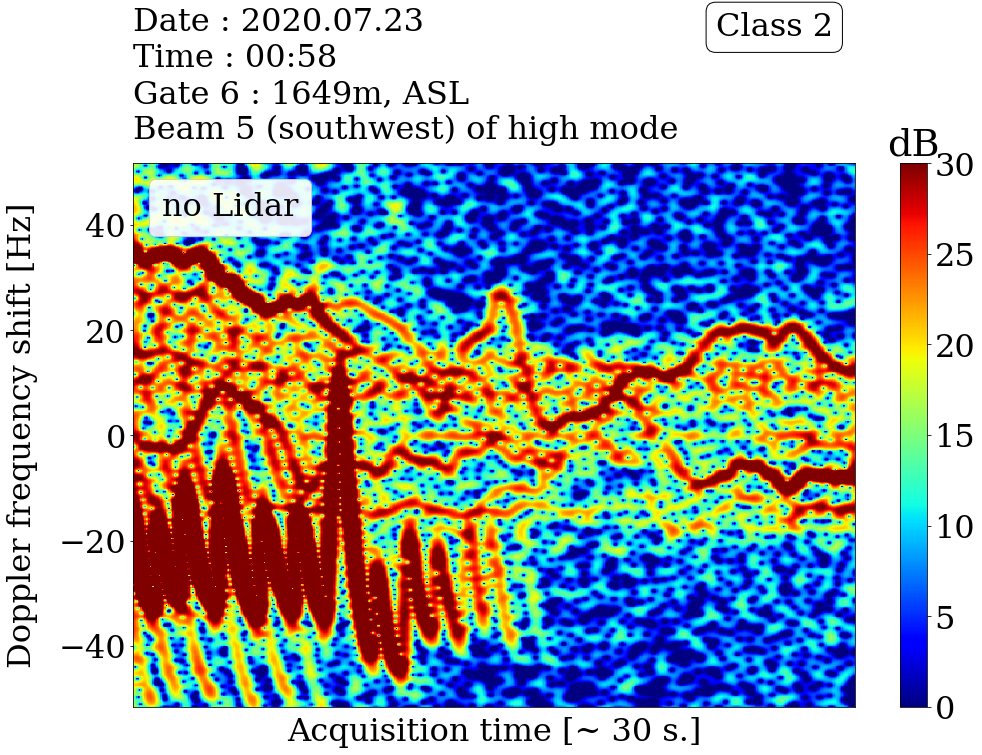 Date : 2020.07.23
Class 2
Time : 00:58
Gate 6 : 1649m, ASL
Beam 5 (southwest) of high mode
dB
no Lidar
Doppler frequency shift [Hz]
40
20
0
−20
−40
30
25
20
15
10
5
0
Acquisition time [~ 30 s.]